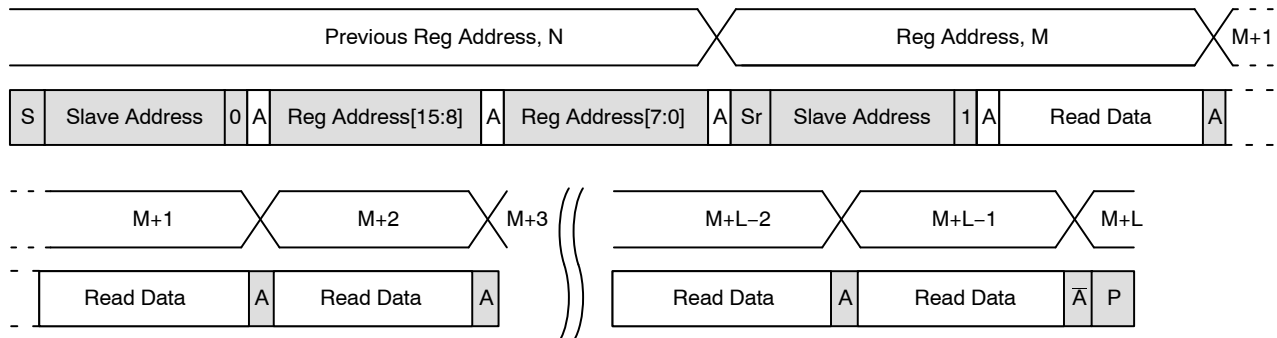 Previous Reg Address, N Reg Address, M M+1
S Slave Address 0 A Reg Address[15:8] A Reg Address[7:0] A Sr Slave Address 1 A Read Data A
M+1 M+2 M+3 M+L−2 M+L−1 M+L
Read Data A Read Data A Read Data A Read Data A̅ P